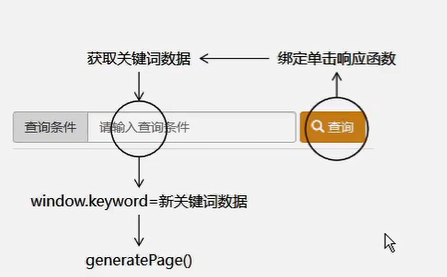 获取关键词数据
绑定单击响应函数
查询条件
请输入查询条件
查询
window.keyword=新关键词数据
generatePage()